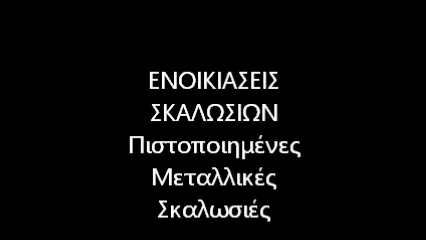 ΕΝΟΙΚΙΑΣΕΙΣ
ΣΚΑΛΩΣΙΩΝ
Πιστοποιημένες
Μεταλλικές
Σκαλωσιές